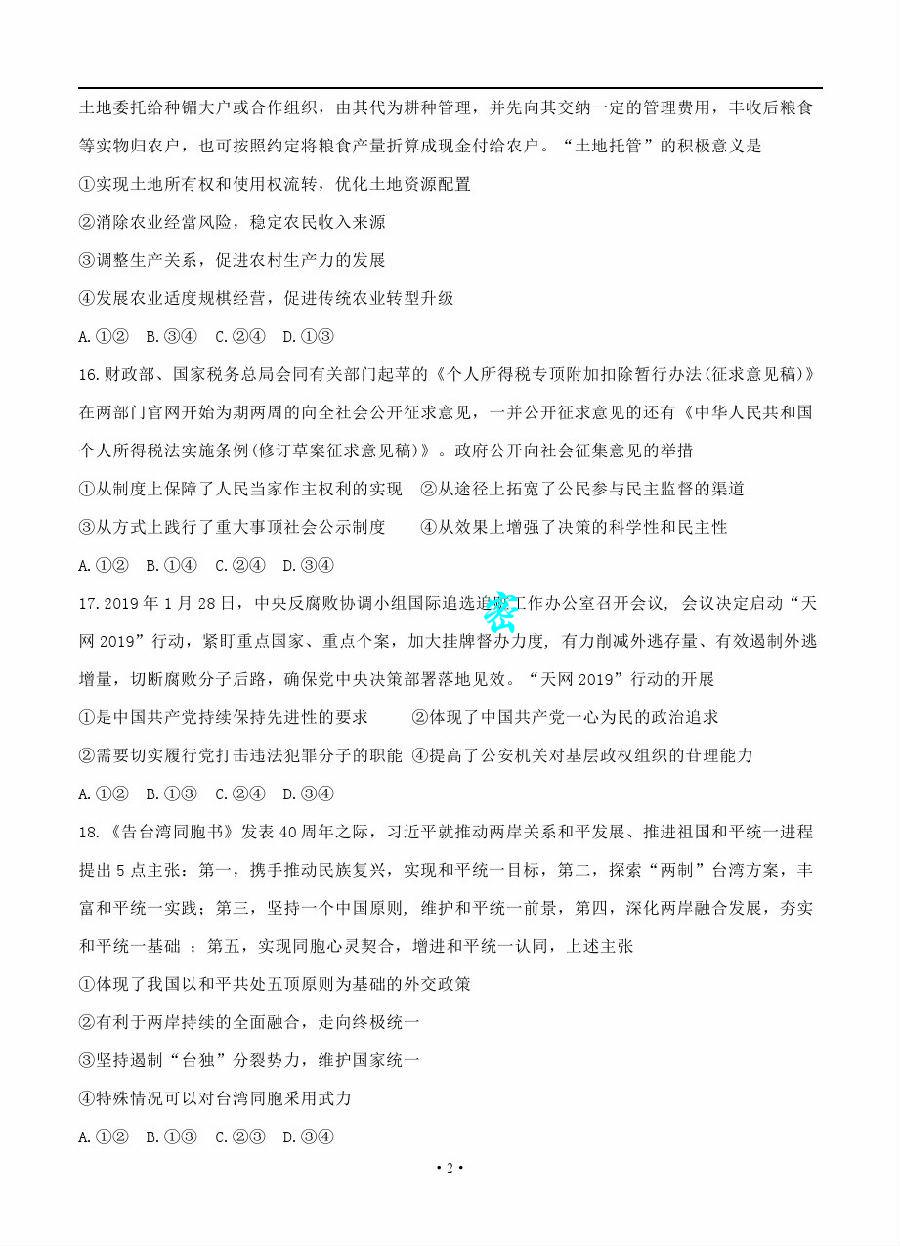 土地委托给种镅大户或合作组织，由其代为耕种管理，并先向其交纳一定的管理费用，丰收后粮食
等实物归农户，也可按照约定将粮食产量折算成现金付给农户。“土地托管”的积极意义是
①实现土地所有权和使用权流转，优化土地资源配置
②消除农业经营风险，稳定农民收入来源
③调整生产关系，促进农村生产力的发展
④发展农业适度规棋经营，促进传统农业转型升级
A.①② B.③④ C.②④ D.①③
16.财政部、国家税务总局会同有关部门起苹的《个人所得税专顶附加扣除暂行办法(征求意见稿)》
在两部门官网开始为期两周的向全社会公开征求意见，一并公开征求意见的还有《中华人民共和国
个人所得税法实施条例(修订草案征求意见稿)》。政府公开向社会征集意见的举措
①从制度上保障了人民当家作主权利的实现 ②从途径上拓宽了公民参与民主监督的渠道
③从方式上践行了重大事顶社会公示制度 ④从效果上增强了决策的科学性和民主性
A.①② B.①④ C.②④ D.③④
17.2019年1月28日，中央反腐败协调小组国际追选追密工作办公室召开会议，会议决定启动“天
网2019”行动，紧盯重点国家、重点个案，加大挂牌督办力度，有力削减外逃存量、有效遏制外逃
增量，切断腐败分子后路，确保党中央决策部署落地见效。“天网2019”行动的开展
①是中国共产党持续保持先进性的要求 ②体现了中国共产党一心为民的政治追求
②需要切实履行党打击违法犯罪分子的职能 ④提高了公安机关对基层政权组织的管理能力
A.①② B.①③ C.②④ D.③④
18.《告台湾同胞书》发表40周年之际，习近平就推动两岸关系和平发展、推进祖国和平统一进程
提出5点主张：第一，携手推动民族复兴，实现和平统一目标，第二，探索“两制”台湾方案，丰
富和平统一实践；第三，坚持一个中国原则，维护和平统一前景，第四，深化两岸融合发展，夯实
和平统一基础 ；第五，实现同胞心灵契合，增进和平统一认同，上述主张
①体现了我国以和平共处五顶原则为基础的外交政策
②有利于两岸持续的全面融合，走向终极统一
③坚持遏制“台独”分裂势力，维护国家统一
④特殊情况可以对台湾同胞采用武力
A.①② B.①③ C.②③ D.③④
•2•